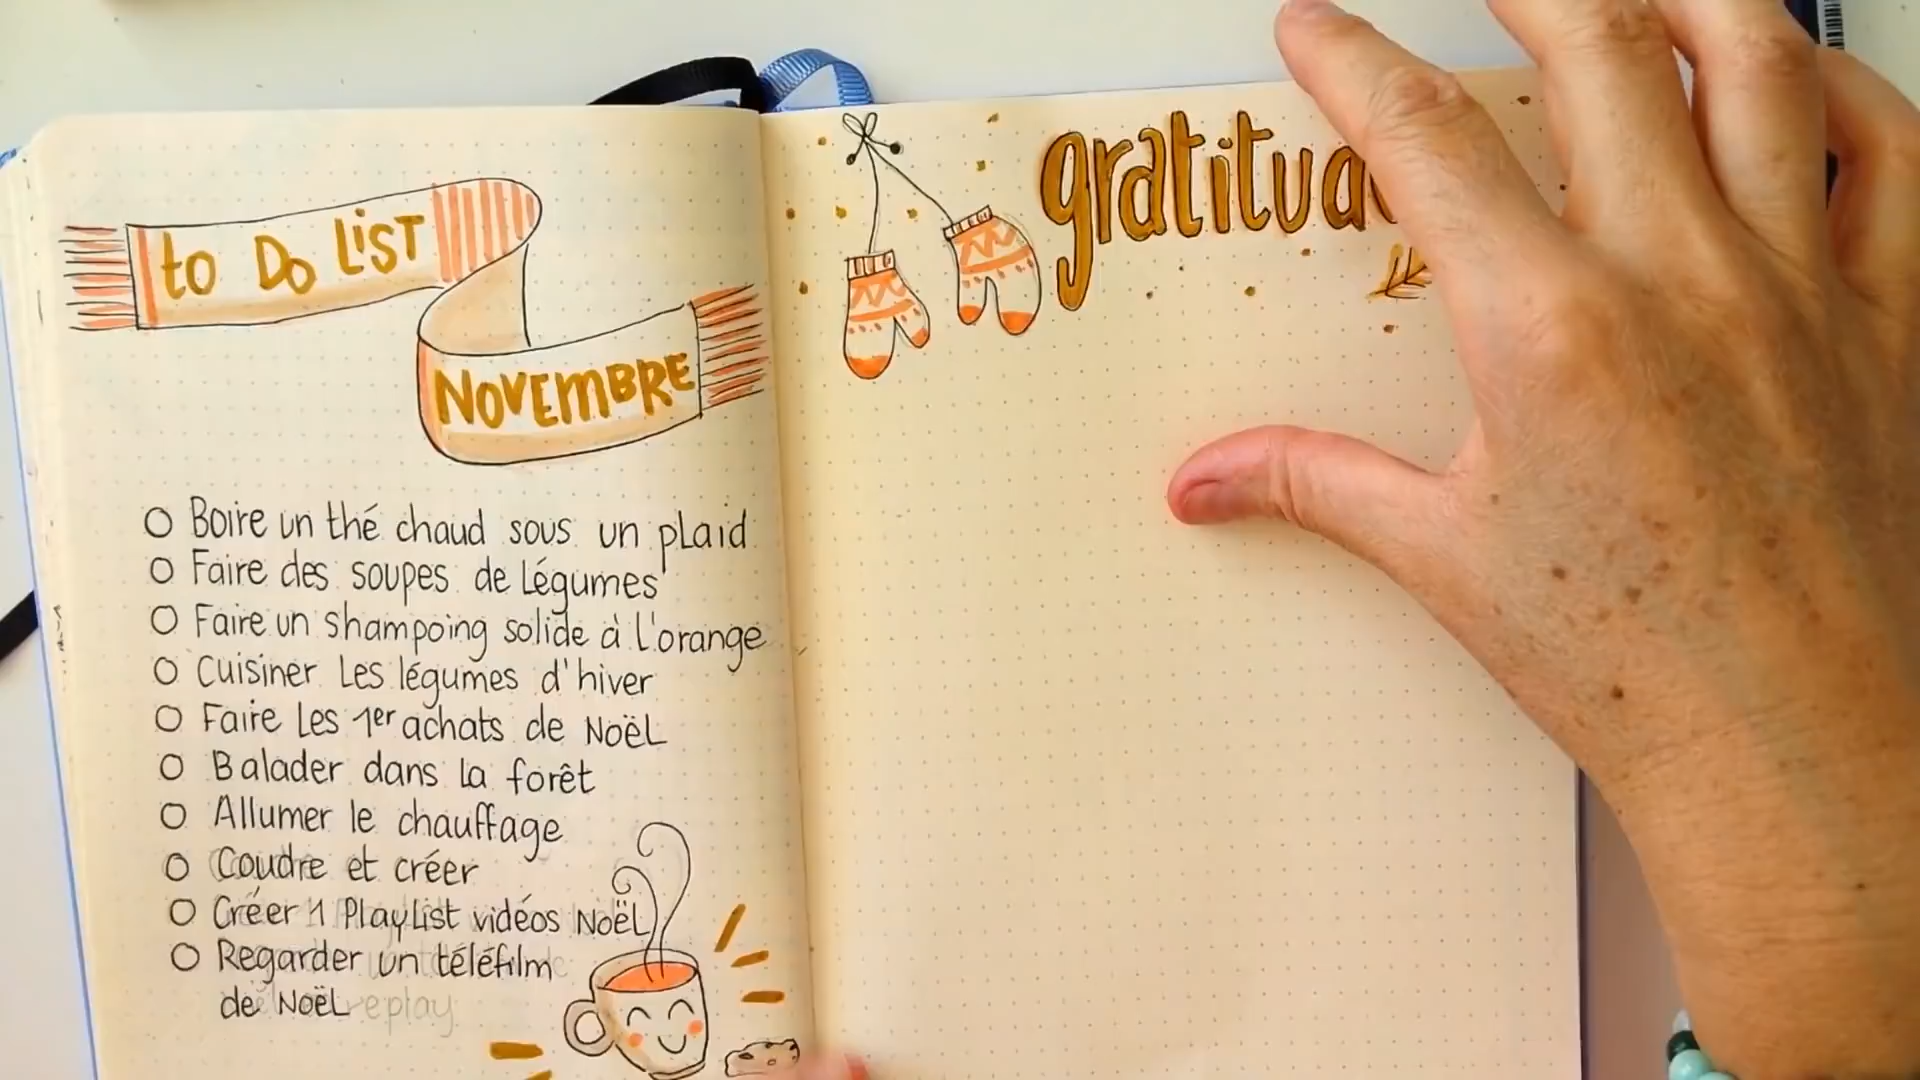 to Do LiST
NOVEMBRE
Boire un thé chaud sous un plaid
Faire des soupes de Légumes
Faire un shampoing solide à l'orange
Cuisiner Les légumes d'hiver
Faire Les 1er achats de NoëL
Balader dans la forêt
Allumer le chauffage
Coudre et créer
Créer 1 PlayList vidéos NoëL
Regarder un téléfilm
de NoëL replay
gratitud